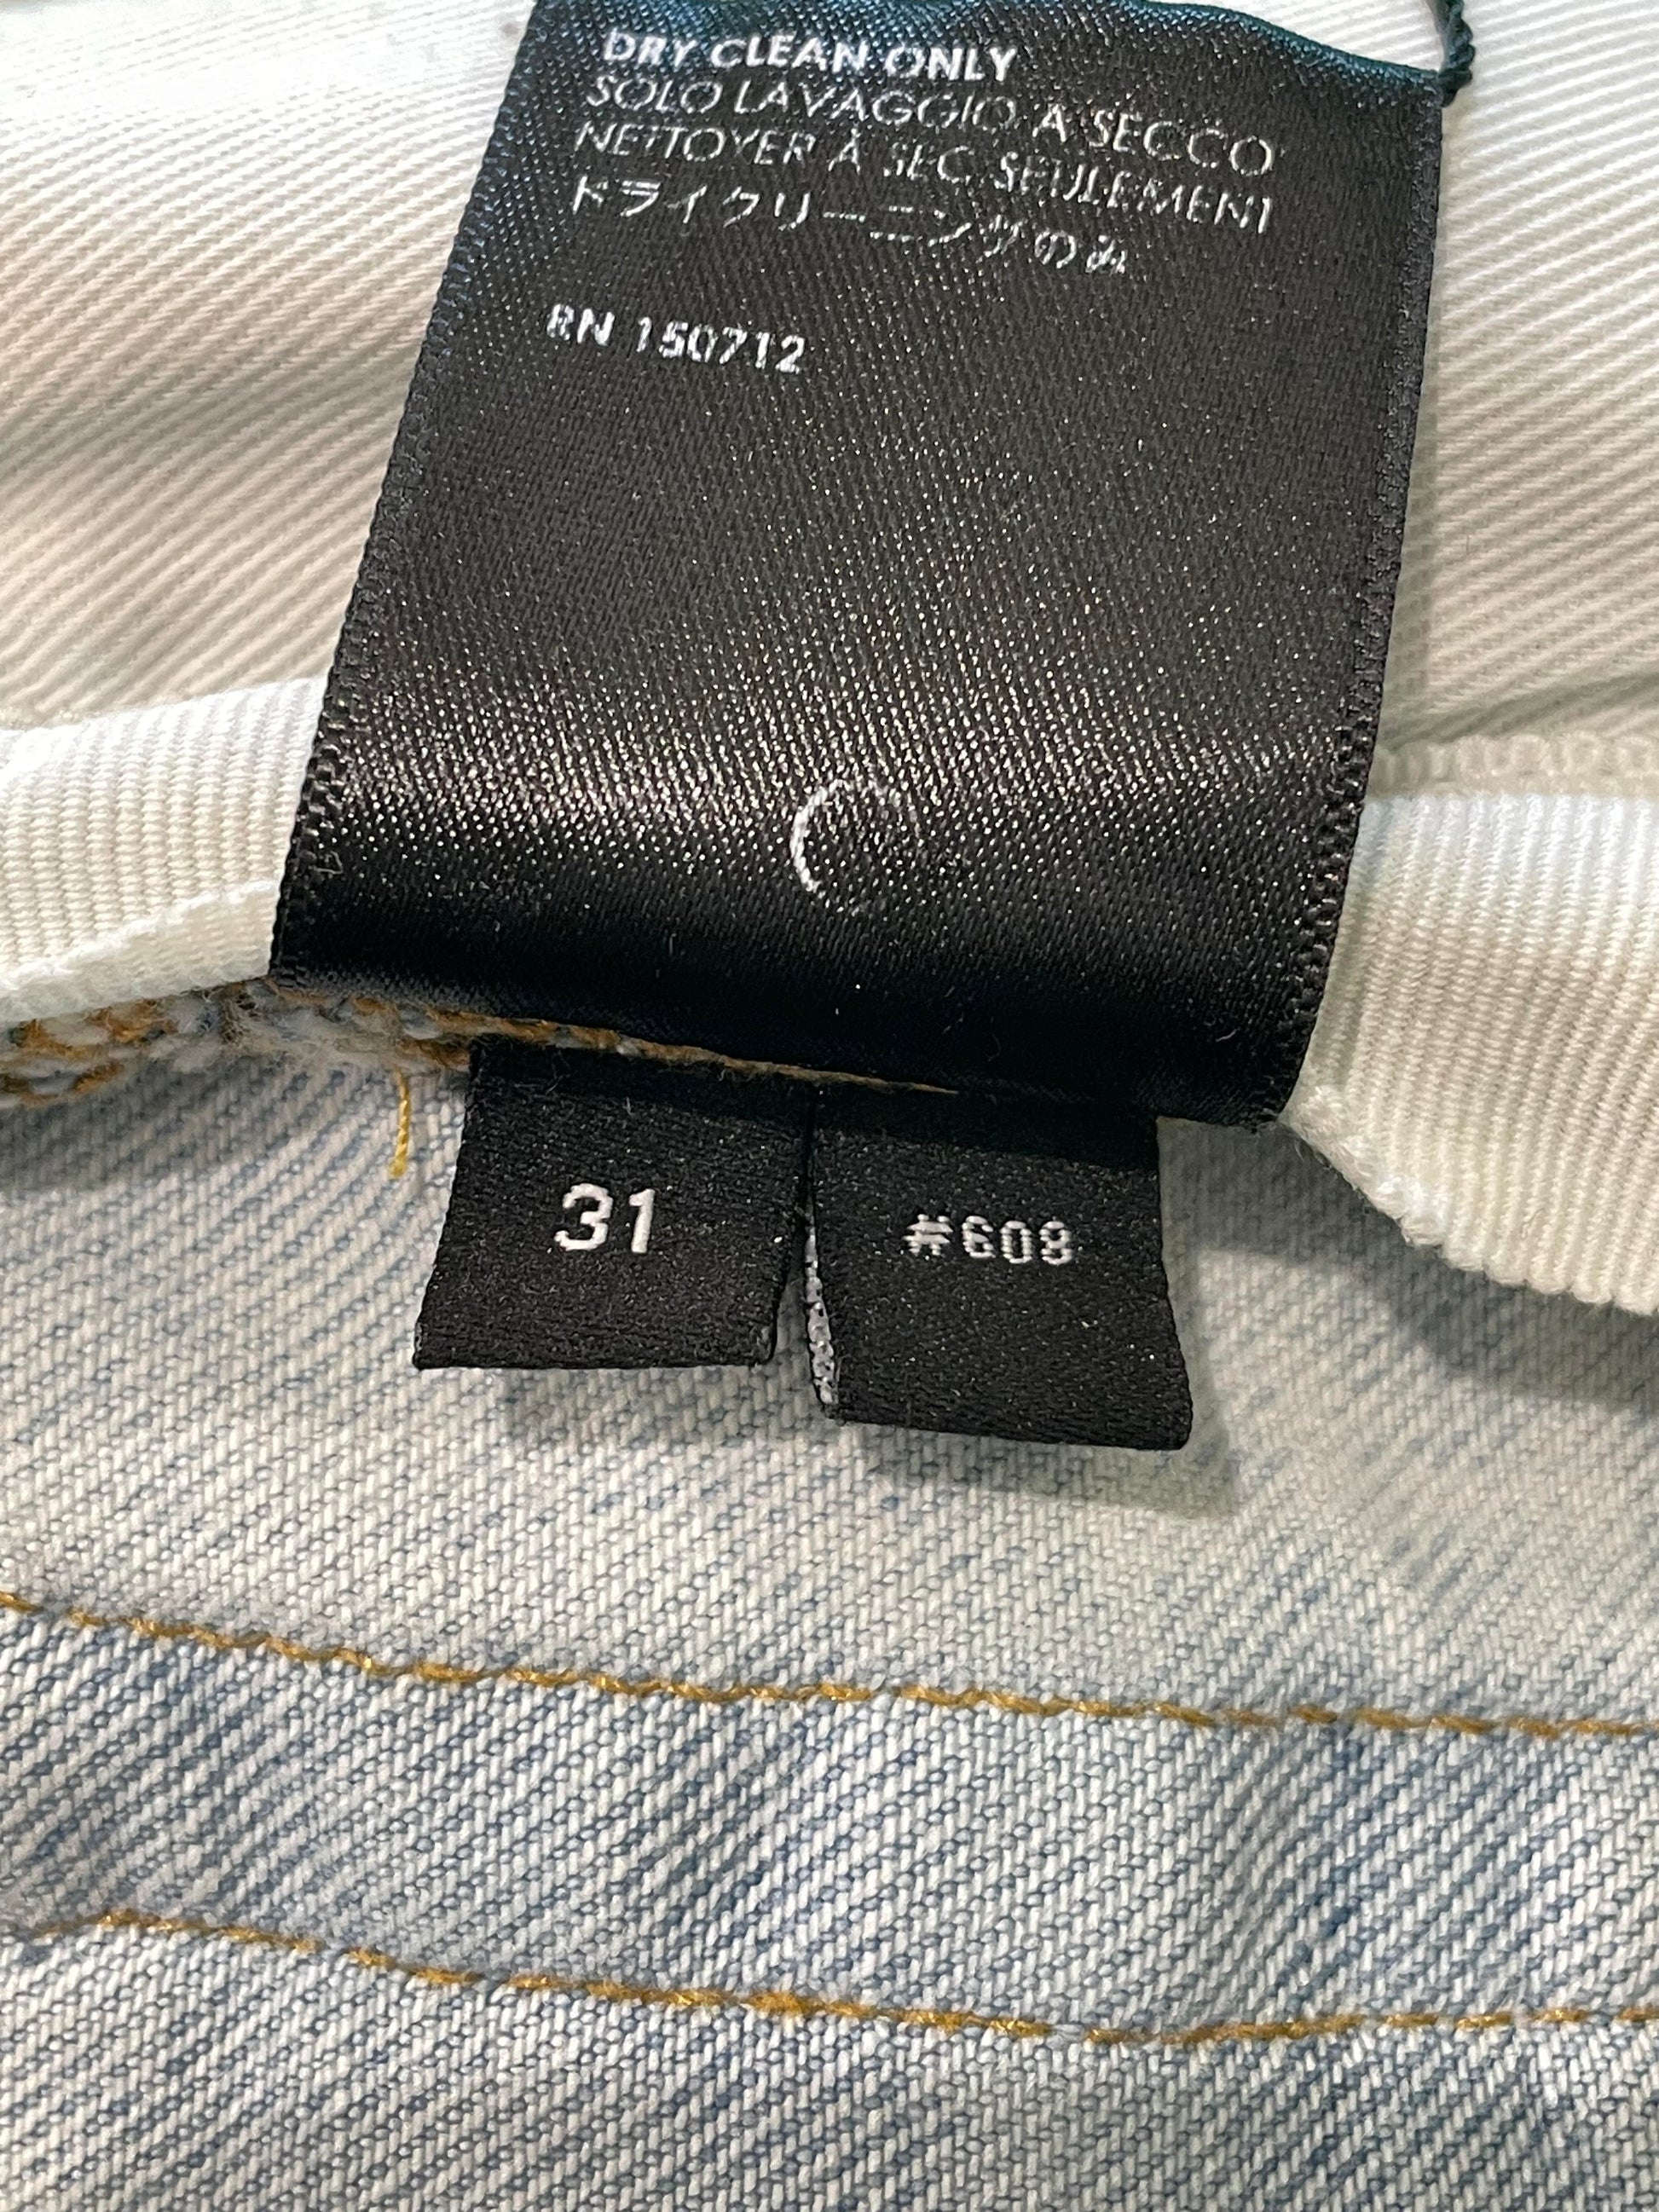 DRY CLEAN ONLY
SOLO LAVAGGIO A SECCO
NETTOYER À SEC SEULEMENT
ドライクリーニングのみ
RN 150712
31
#608